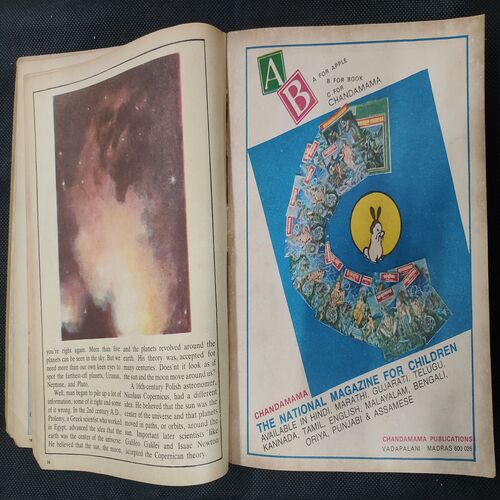 you're right again. More than five
planets can be seen in the sky. But we
need more than our own keen eyes to
spot the farthest-off planets, Uranus,
Neptune, and Pluto.
Well, man began to pile up a lot of
information, some of it right and some
of it wrong. In the 2nd century A.D.,
Ptolemy, a Greek scientist who worked
in Egypt, advanced the idea that the
earth was the center of the universe.
He believed that the sun, the moon,
and the planets revolved around the
earth. His theory was accepted for
many centuries. Does'nt it look as if
the sun and the moon move around us?
A 16th-century Polish astronomer,
Nicolaus Copernicus, had a different
idea. He believed that the sun was the
centre of the universe and that planets
moved in paths, or orbits, around the
sun. Important later scientists like
Galileo Galilei and Isaac Newton
accepted the Copernican theory.
A
B
A FOR APPLE
B FOR BOOK
C FOR
CHANDAMAMA
CHANDAMAMA
THE NATIONAL MAGAZINE FOR CHILDREN
AVAILABLE IN HINDI, MARATHI, GUJARATI, TELUGU,
KANNADA, TAMIL, ENGLISH, MALAYALAM, BENGALI,
ORIYA, PUNJABI & ASSAMESE
CHANDAMAMA PUBLICATIONS
VADAPALANI MADRAS 600 026